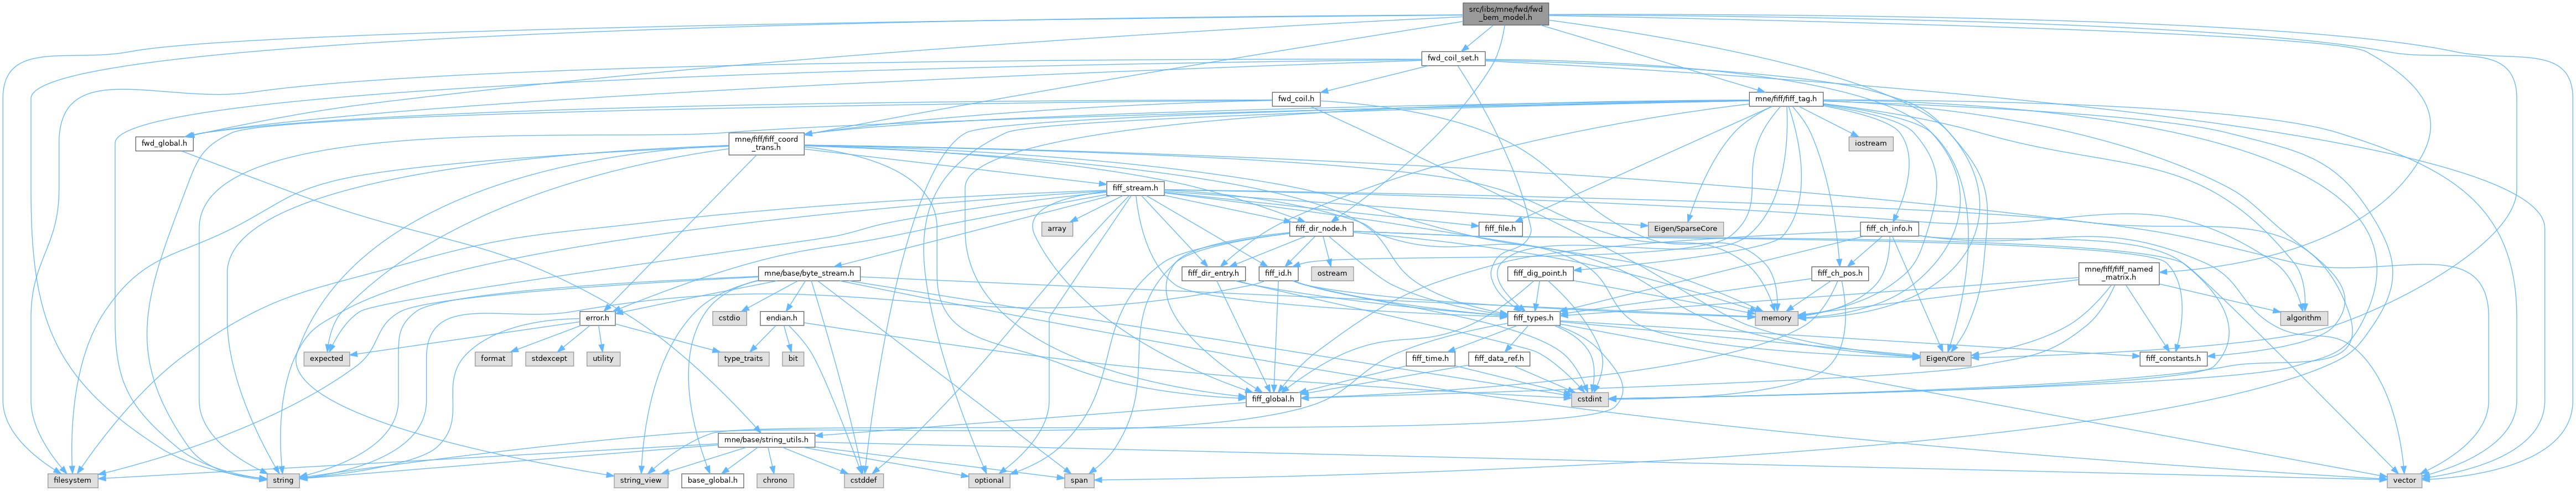 src/libs/mne/fwd/fwd
_bem_model.h
fwd_coil_set.h
fwd_coil.h
mne/fiff/fiff_tag.h
fwd_global.h
mne/fiff/fiff_coord
_trans.h
iostream
fiff_stream.h
array
fiff_dir_node.h
fiff_file.h
Eigen/SparseCore
fiff_ch_info.h
mne/base/byte_stream.h
fiff_dir_entry.h
fiff_id.h
ostream
fiff_dig_point.h
fiff_ch_pos.h
mne/fiff/fiff_named
_matrix.h
cstdio
endian.h
error.h
fiff_types.h
memory
algorithm
expected
format
stdexcept
utility
type_traits
bit
fiff_time.h
fiff_data_ref.h
Eigen/Core
fiff_constants.h
fiff_global.h
cstdint
mne/base/string_utils.h
filesystem
string
string_view
base_global.h
chrono
cstddef
optional
span
vector